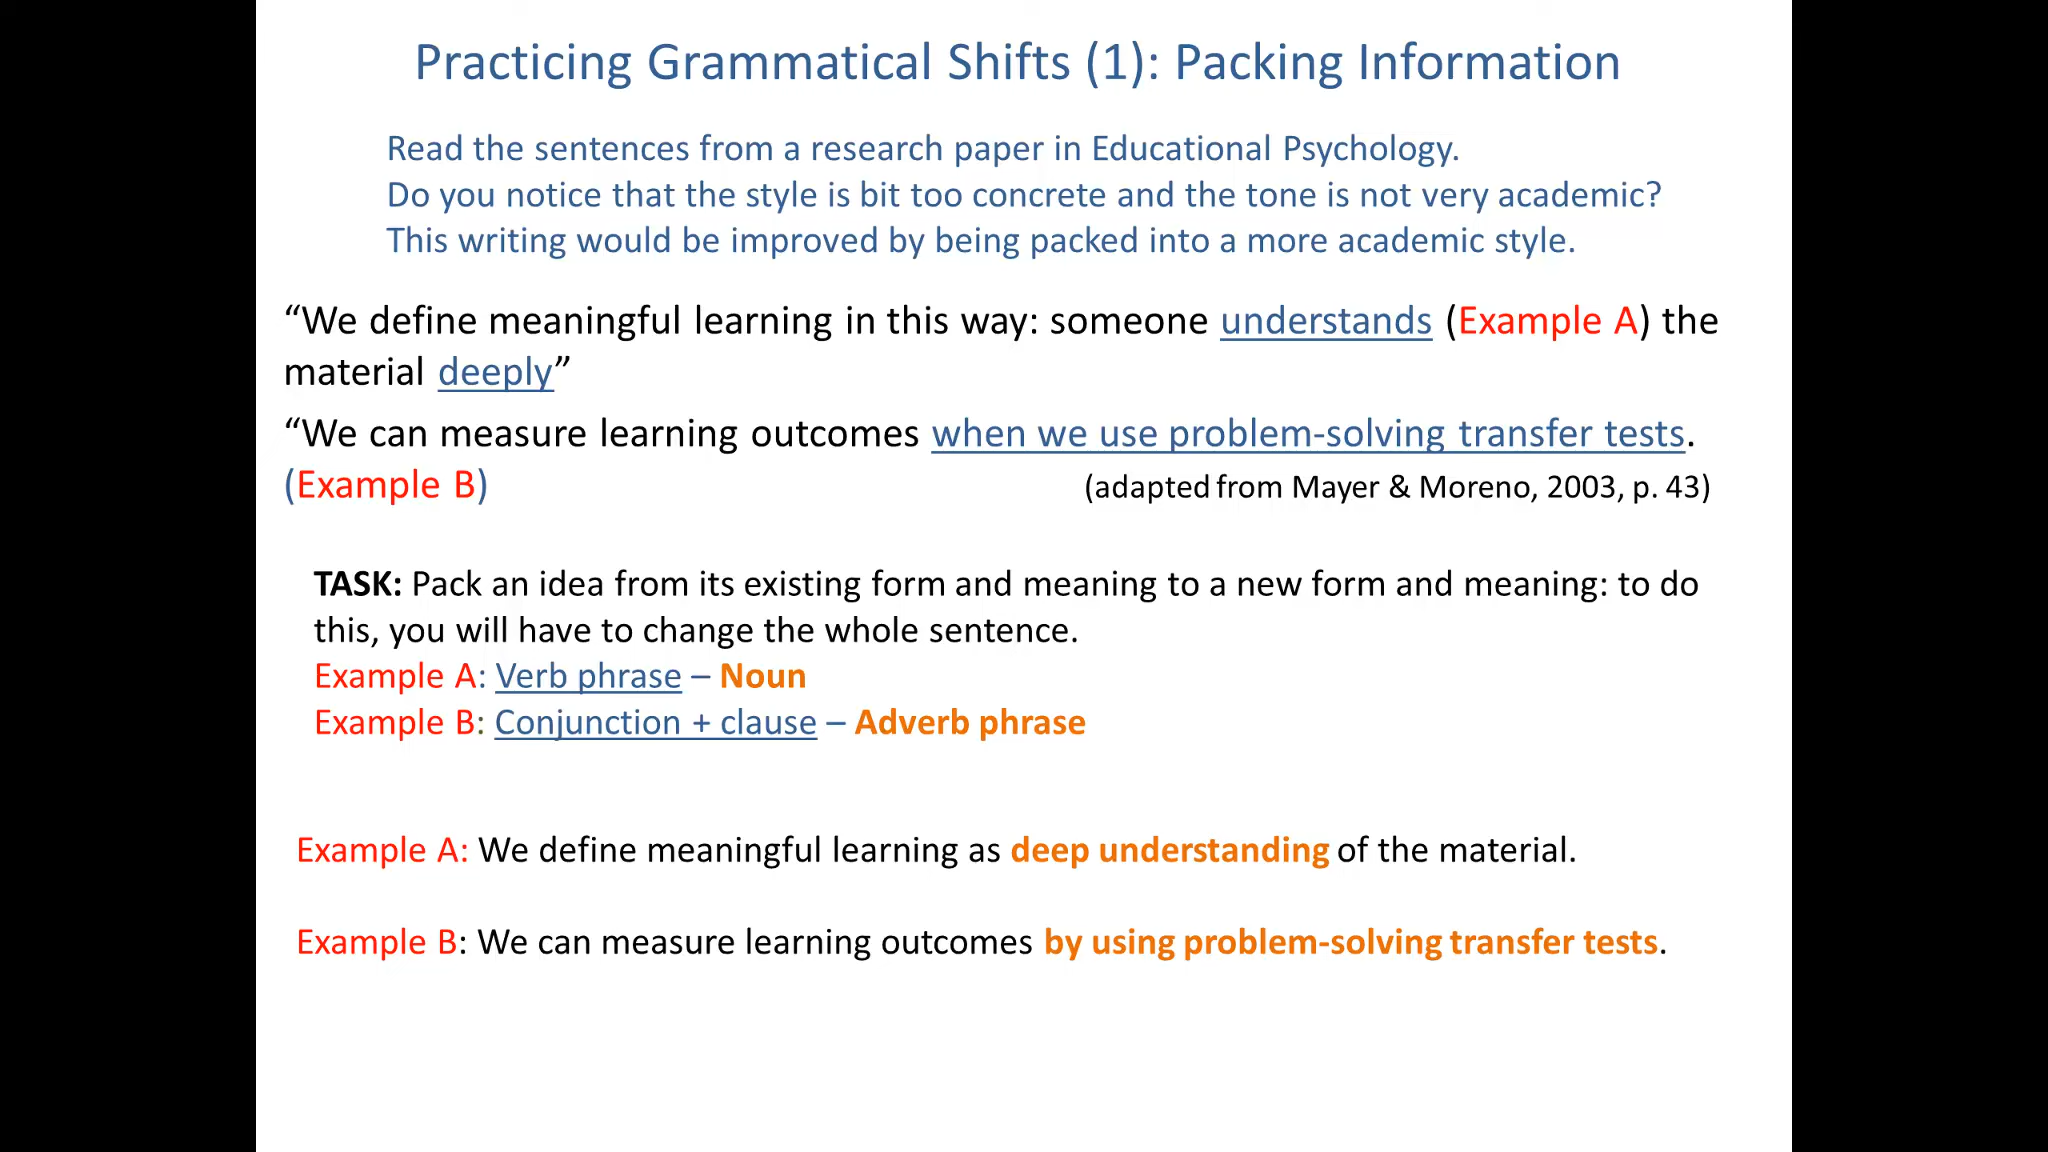 Practicing Grammatical Shifts (1): Packing Information
Read the sentences from a research paper in Educational Psychology.
Do you notice that the style is bit too concrete and the tone is not very academic?
This writing would be improved by being packed into a more academic style.
“We define meaningful learning in this way: someone understands (Example A) the
material deeply”
“We can measure learning outcomes when we use problem-solving transfer tests.
(Example B) (adapted from Mayer & Moreno, 2003, p. 43)
TASK: Pack an idea from its existing form and meaning to a new form and meaning: to do
this, you will have to change the whole sentence.
Example A: Verb phrase – Noun
Example B: Conjunction + clause – Adverb phrase
Example A: We define meaningful learning as deep understanding of the material.
Example B: We can measure learning outcomes by using problem-solving transfer tests.